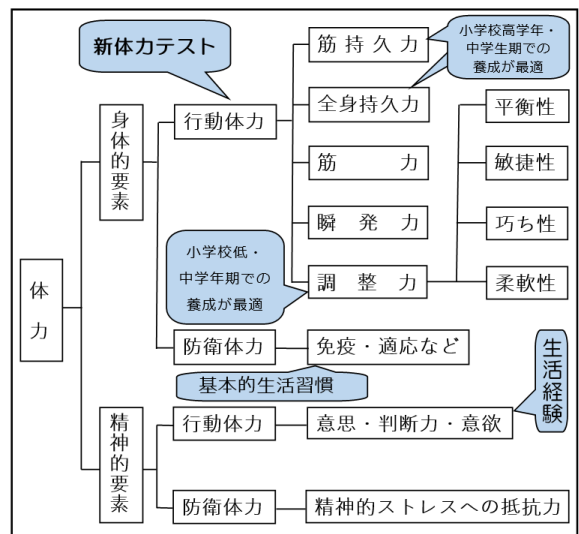 新体力テスト
筋持久力
小学校高学年・
中学生期での
養成が最適
身体的要素
行動体力
全身持久力
平衡性
筋力
敏捷性
瞬発力
巧ち性
小学校低・
中学年期での
養成が最適
調整力
柔軟性
体力
防衛体力
免疫・適応など
基本的生活習慣
生活経験
精神的要素
行動体力
意思・判断力・意欲
防衛体力
精神的ストレスへの抵抗力